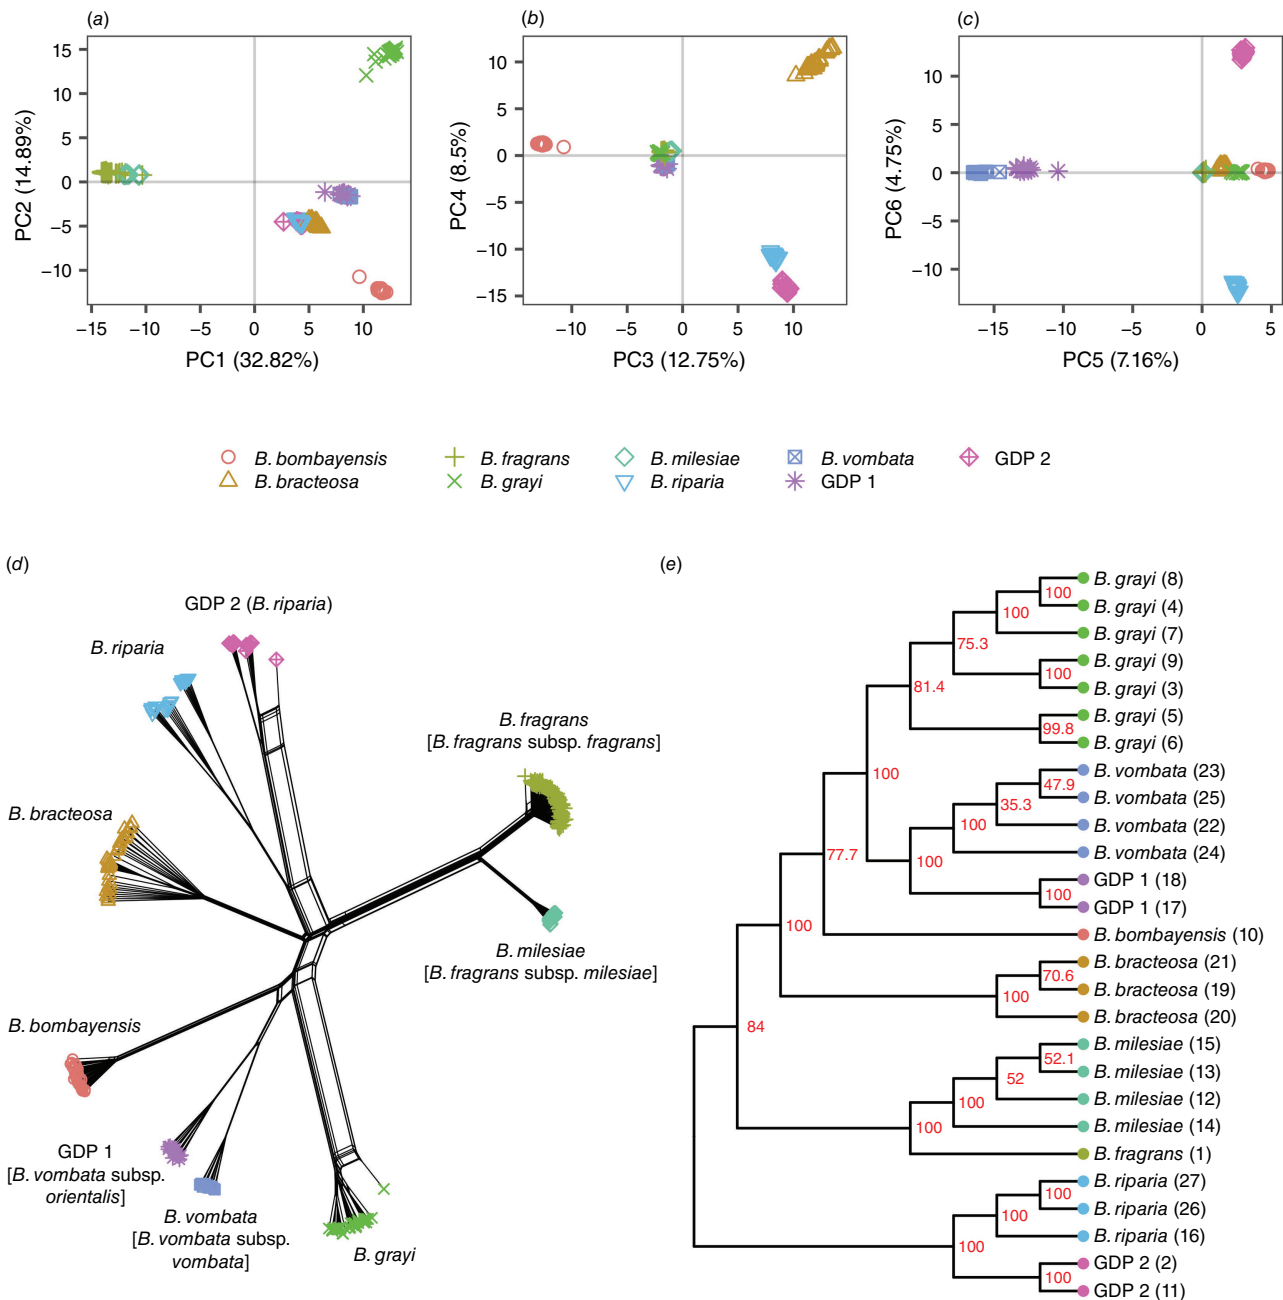 (a)
15
10
5
0
−5
−10
−15
−10
−5
0
5
10
PC2 (14.89%)
PC1 (32.82%)
(b)
10
5
0
−5
−10
−15
−10
−5
0
5
10
PC4 (8.5%)
PC3 (12.75%)
(c)
10
5
0
−5
−10
−15
−10
−5
0
5
PC6 (4.75%)
PC5 (7.16%)
B. bombayensis
B. fragrans
B. milesiae
B. vombata
GDP 2
B. bracteosa
B. grayi
B. riparia
GDP 1
(d)
GDP 2 (B. riparia)
B. riparia
B. fragrans
[B. fragrans subsp. fragrans]
B. bracteosa
B. milesiae
[B. fragrans subsp. milesiae]
B. bombayensis
GDP 1
[B. vombata subsp.
orientalis]
B. vombata
[B. vombata subsp.
vombata]
B. grayi
(e)
B. grayi (8)
100
B. grayi (4)
100
B. grayi (7)
75.3
B. grayi (9)
100
B. grayi (3)
81.4
B. grayi (5)
99.8
B. grayi (6)
100
B. vombata (23)
47.9
B. vombata (25)
35.3
B. vombata (22)
100
B. vombata (24)
77.7
100
GDP 1 (18)
100
GDP 1 (17)
100
B. bombayensis (10)
B. bracteosa (21)
70.6
B. bracteosa (19)
100
B. bracteosa (20)
84
B. milesiae (15)
52.1
B. milesiae (13)
52
B. milesiae (12)
100
B. milesiae (14)
100
B. fragrans (1)
B. riparia (27)
100
B. riparia (26)
100
B. riparia (16)
100
GDP 2 (2)
100
GDP 2 (11)